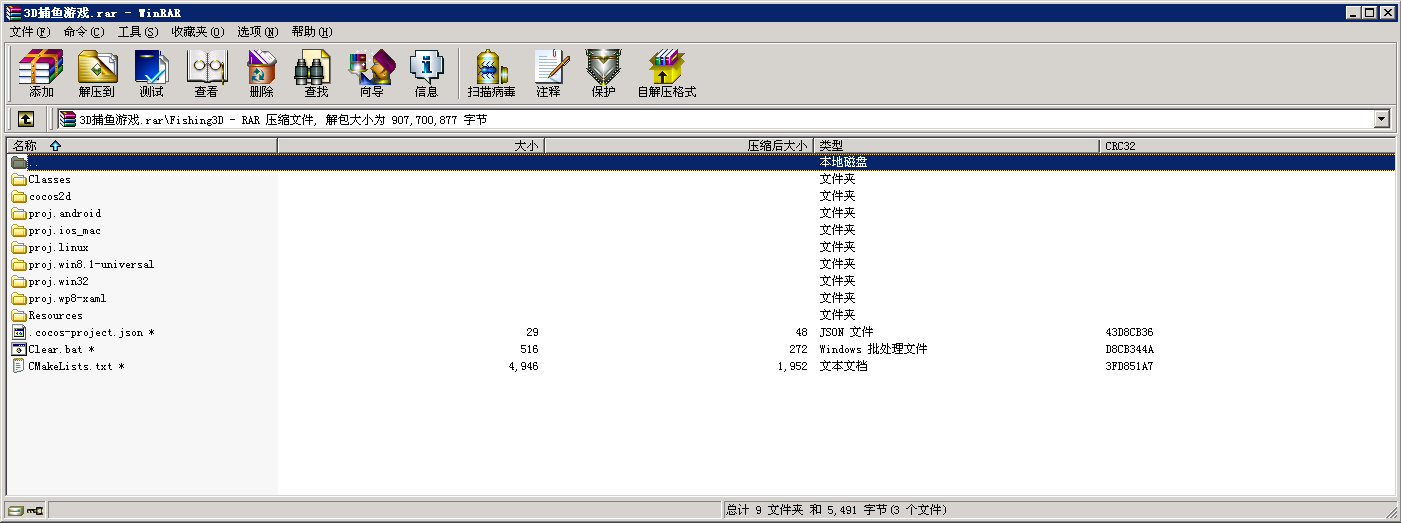 3D捕鱼游戏.rar - WinRAR
文件(F) 命令(C) 工具(S) 收藏夹(O) 选项(N) 帮助(H)
添加 解压到 测试 查看 删除 查找 向导 信息 扫描病毒 注释 保护 自解压格式
3D捕鱼游戏.rar\Fishing3D - RAR 压缩文件, 解包大小为 907,700,877 字节
名称 大小 压缩后大小 类型 CRC32
.. 本地磁盘
Classes 文件夹
cocos2d 文件夹
proj.android 文件夹
proj.ios_mac 文件夹
proj.linux 文件夹
proj.win8.1-universal 文件夹
proj.win32 文件夹
proj.wp8-xaml 文件夹
Resources 文件夹
.cocos-project.json * 29 48 JSON 文件 43D8CB36
Clear.bat * 516 272 Windows 批处理文件 D8CB344A
CMakeLists.txt * 4,946 1,952 文本文档 3FD851A7
总计 9 文件夹 和 5,491 字节(3 个文件)